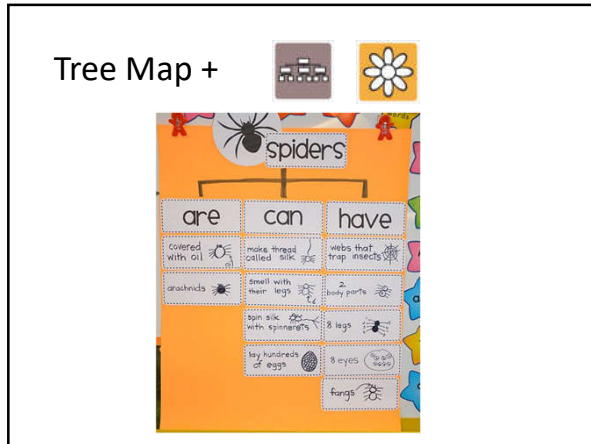 Tree Map +
spiders
are
can
have
covered
with oil
make thread
called silk
webs that
trap insects
arachnids
smell with
their legs
2
body parts
spin silk
with spinnerets
8 legs
lay hundreds
of eggs
8 eyes
fangs